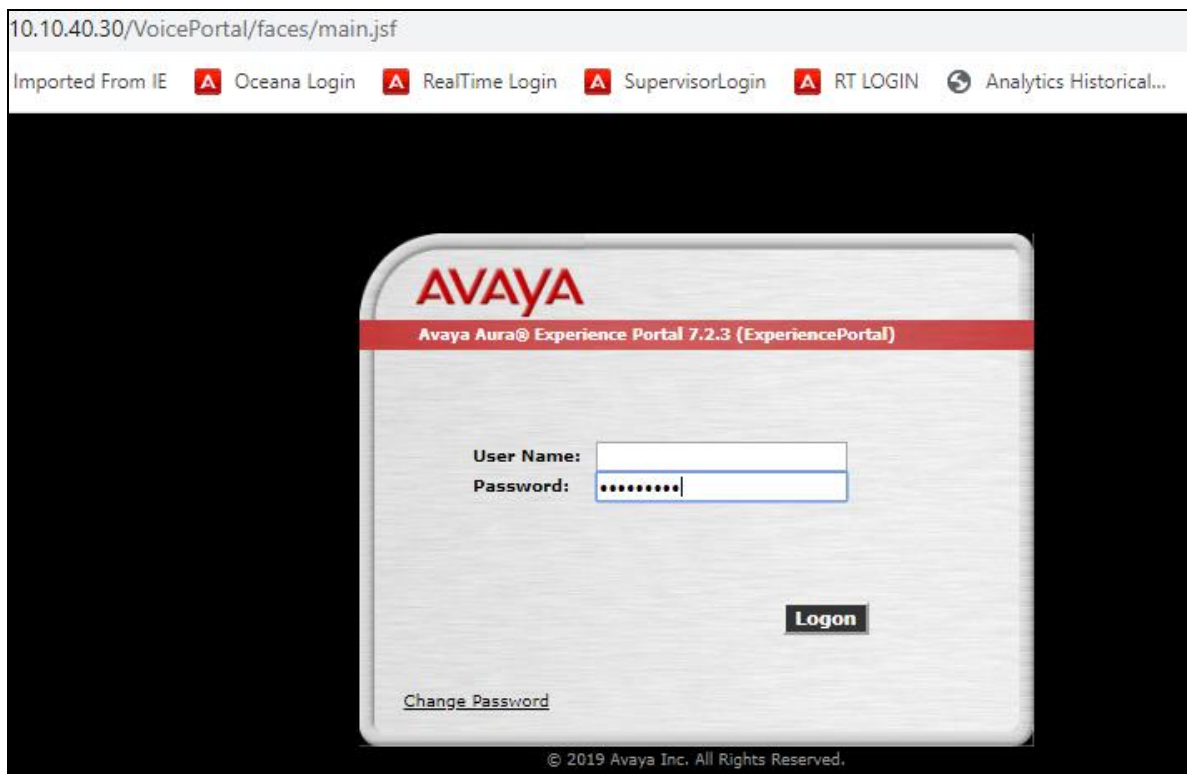 10.10.40.30/VoicePortal/faces/main.jsf
Imported From IE A Oceana Login A RealTime Login A SupervisorLogin A RT LOGIN Analytics Historical...
AVAYA
Avaya Aura® Experience Portal 7.2.3 (ExperiencePortal)
User Name:
Password: •••••••••
Logon
Change Password
© 2019 Avaya Inc. All Rights Reserved.